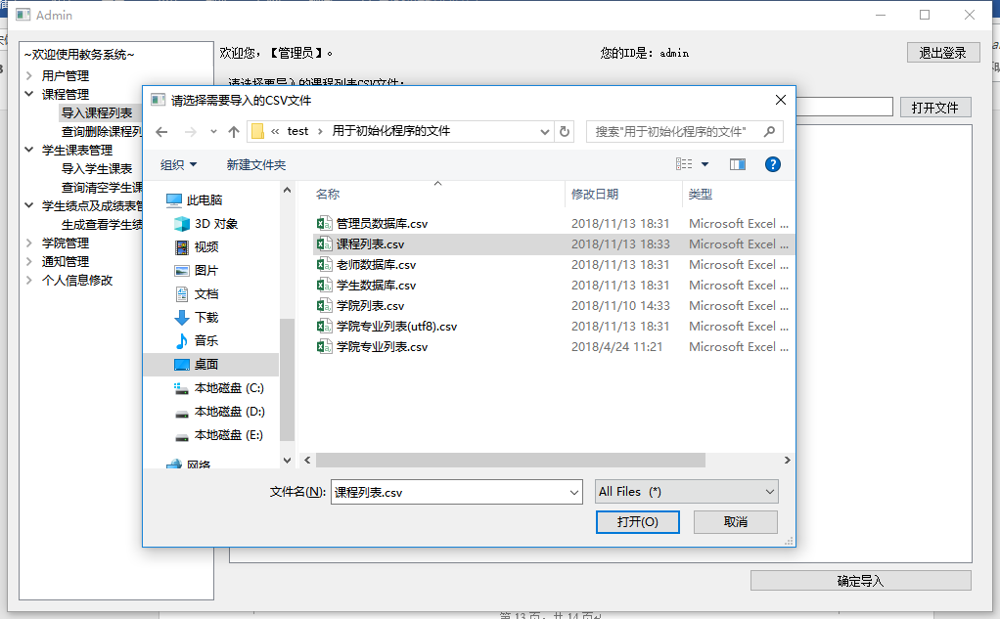 Admin
~欢迎使用教务系统~
用户管理
课程管理
导入课程列表
查询删除课程列
学生课表管理
导入学生课表
查询清空学生课
学生绩点及成绩表管
生成查看学生绩
学院管理
通知管理
个人信息修改
欢迎您,【管理员】。
您的ID是: admin
退出登录
请选择要导入的课程列表CSV文件:
打开文件
请选择需要导入的CSV文件
« test › 用于初始化程序的文件
搜索"用于初始化程序的文件"
组织
新建文件夹
此电脑
3D 对象
视频
图片
文档
下载
音乐
桌面
本地磁盘 (C:)
本地磁盘 (D:)
本地磁盘 (E:)
网络
名称 修改日期 类型
管理员数据库.csv 2018/11/13 18:31 Microsoft Excel ...
课程列表.csv 2018/11/13 18:33 Microsoft Excel ...
老师数据库.csv 2018/11/13 18:31 Microsoft Excel ...
学生数据库.csv 2018/11/13 18:31 Microsoft Excel ...
学院列表.csv 2018/11/10 14:33 Microsoft Excel ...
学院专业列表(utf8).csv 2018/11/13 18:31 Microsoft Excel ...
学院专业列表.csv 2018/4/24 11:21 Microsoft Excel ...
文件名(N): 课程列表.csv
All Files (*)
打开(O)
取消
确定导入
第 13 页,共 14 页